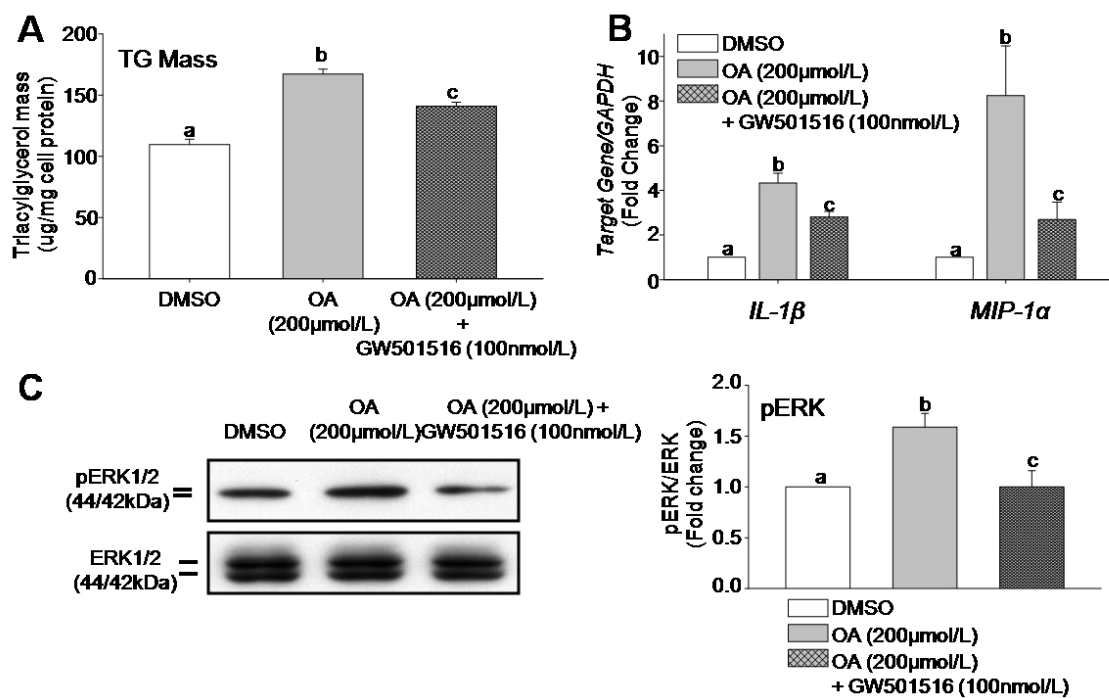 A
TG Mass
Triacylglycerol mass
(ug/mg cell protein)
200
150
100
50
0
a
b
c
DMSO
OA
(200µmol/L)
OA (200µmol/L)
+
GW501516 (100nmol/L)
B
DMSO
OA (200µmol/L)
OA (200µmol/L)
+ GW501516 (100nmol/L)
Target Gene/GAPDH
(Fold Change)
10
8
6
4
2
0
a
b
c
a
b
c
IL-1β
MIP-1α
C
DMSO
OA
(200µmol/L)
OA (200µmol/L) +
GW501516 (100nmol/L)
pERK1/2
(44/42kDa)
ERK1/2
(44/42kDa)
pERK
pERK/ERK
(Fold change)
2.0
1.5
1.0
0.5
0.0
a
b
c
DMSO
OA (200µmol/L)
OA (200µmol/L)
+ GW501516 (100nmol/L)